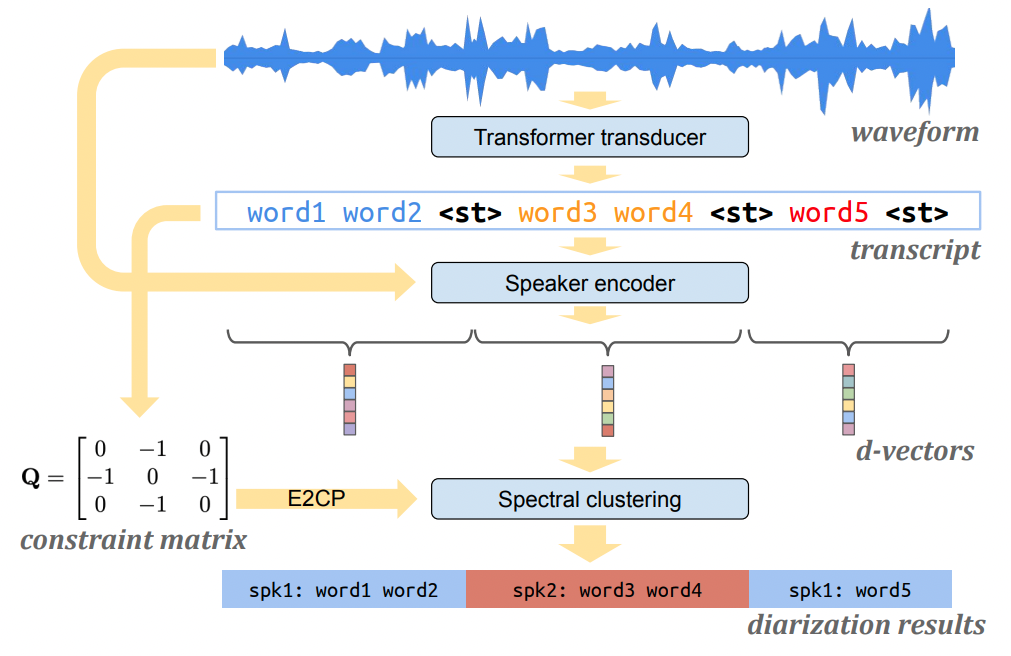 waveform
Transformer transducer
word1 word2 <st> word3 word4 <st> word5 <st>
transcript
Speaker encoder
d-vectors
Q = [ 0 −1 0
−1 0 −1
0 −1 0 ]
constraint matrix
E2CP
Spectral clustering
spk1: word1 word2 spk2: word3 word4 spk1: word5
diarization results